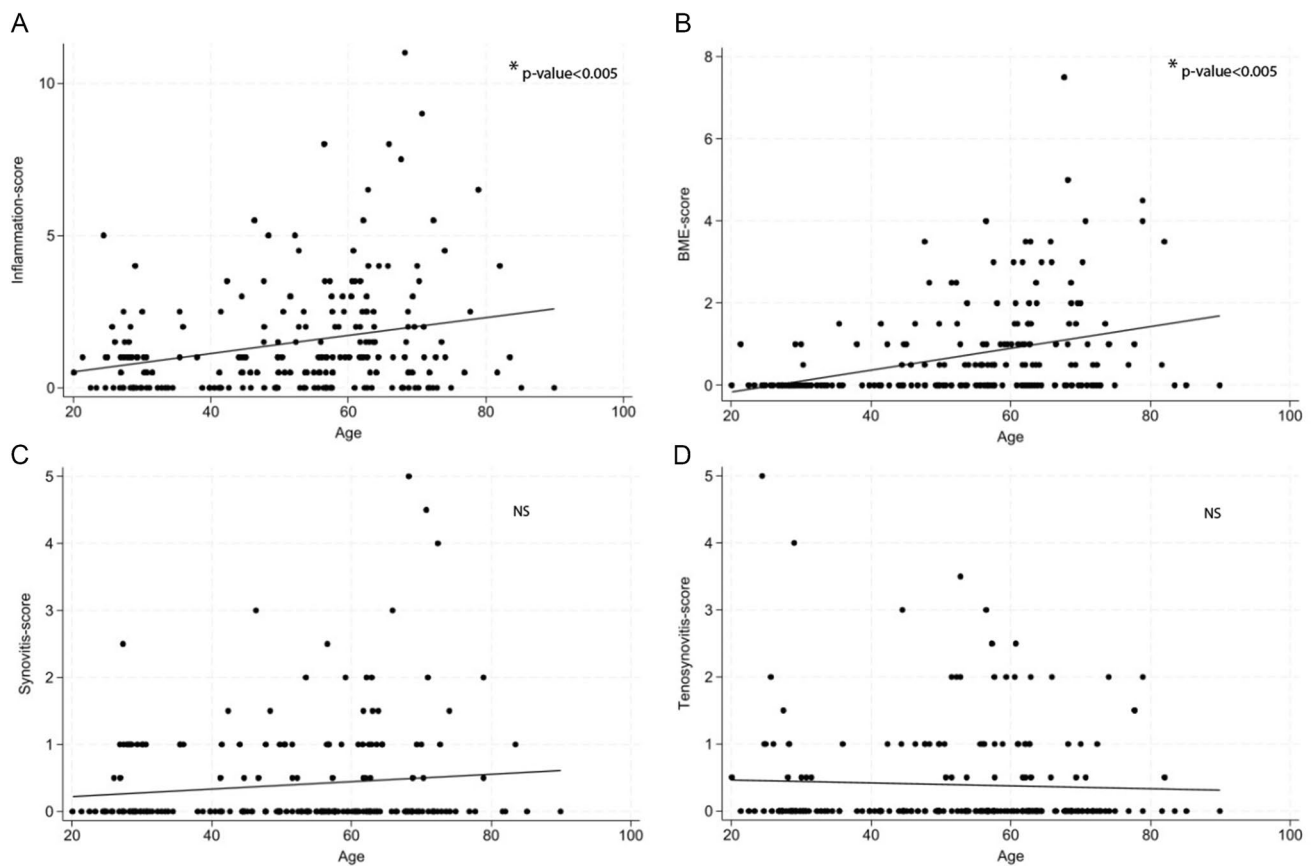 A
* p-value<0.005
Inflammation-score
10
5
0
20 40 60 80 100
Age
B
* p-value<0.005
BME-score
8
6
4
2
0
20 40 60 80 100
Age
C
NS
Synovitis-score
5
4
3
2
1
0
20 40 60 80 100
Age
D
NS
Tenosynovitis-score
5
4
3
2
1
0
20 40 60 80 100
Age